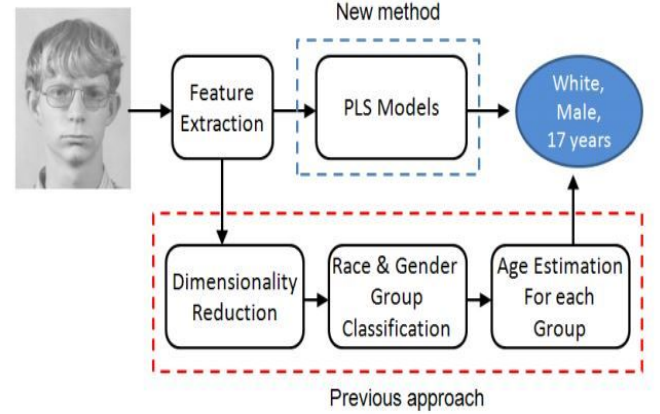 New method
Feature
Extraction
PLS Models
White,
Male,
17 years
Dimensionality
Reduction
Race & Gender
Group
Classification
Age Estimation
For each
Group
Previous approach